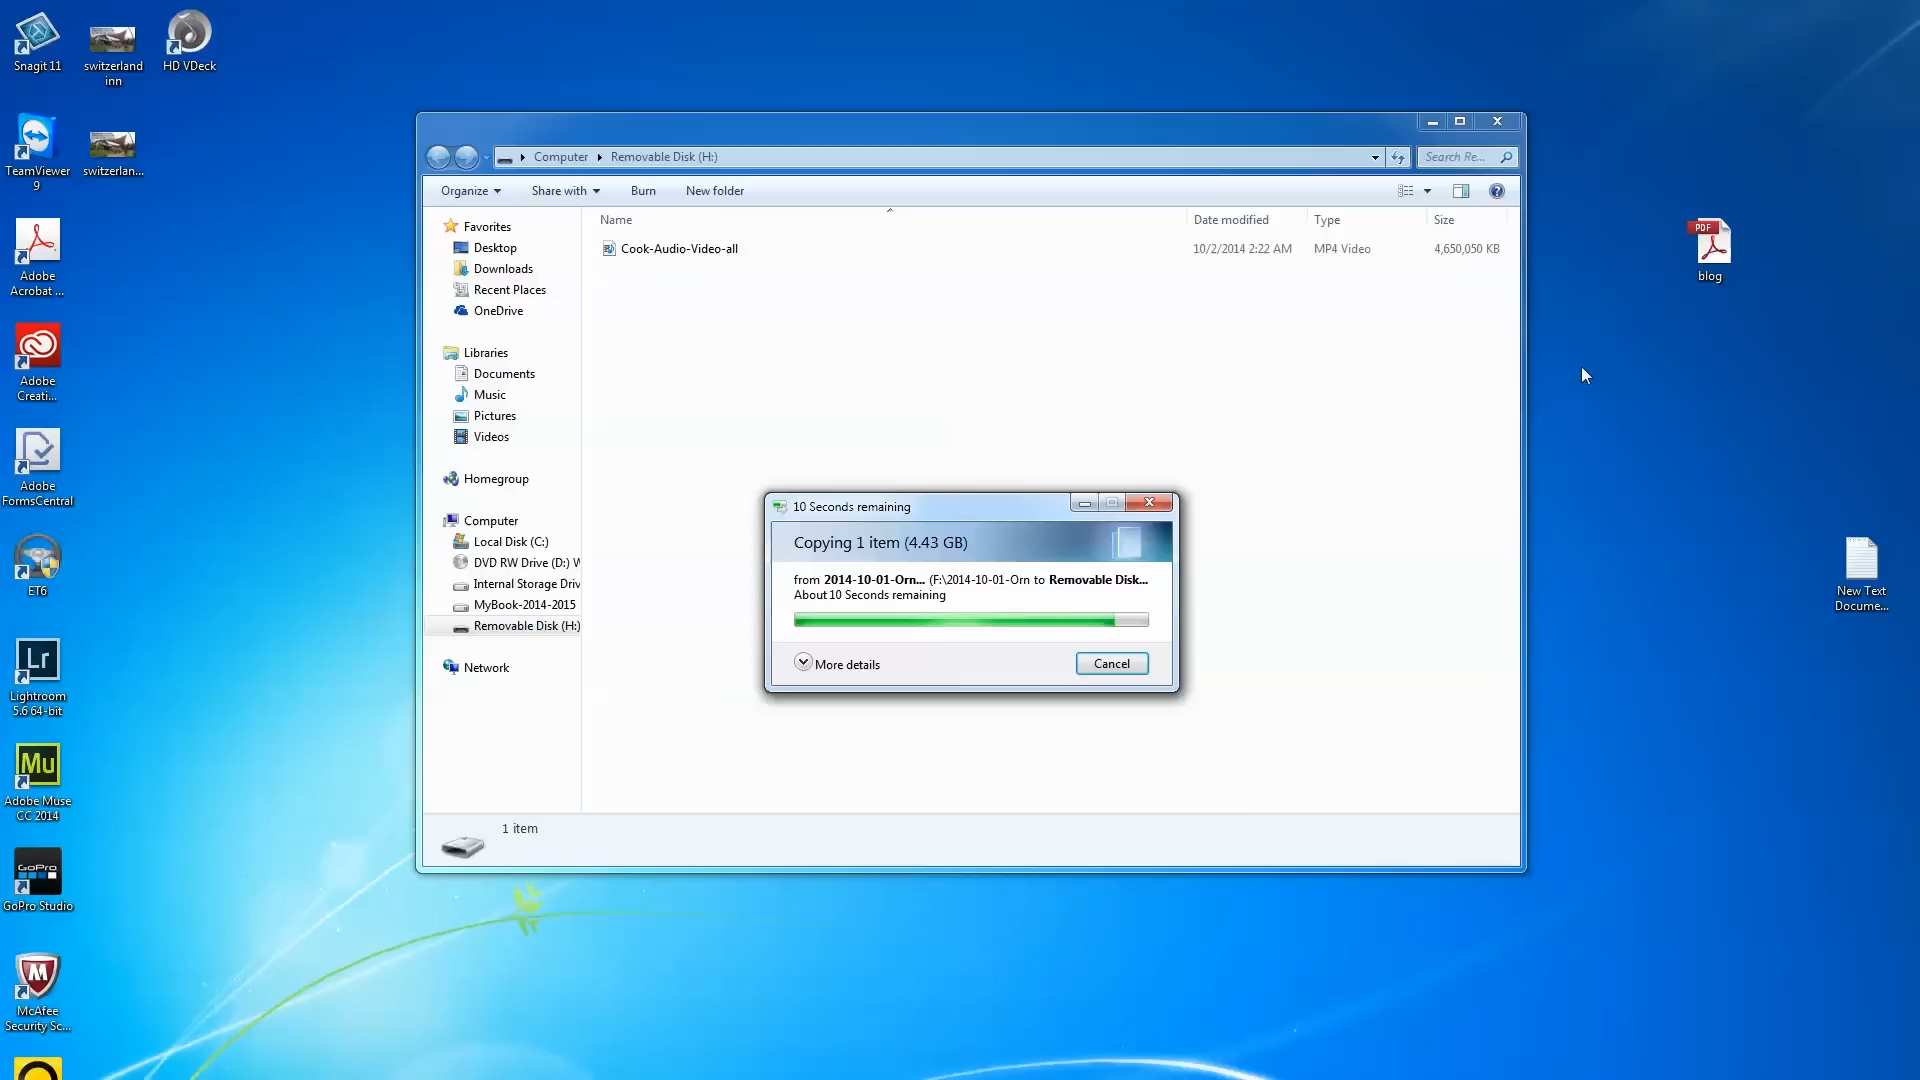 Snagit 11
switzerland
inn
HD VDeck
TeamViewer
9
switzerlan...
Adobe
Acrobat ...
Adobe
Creati...
Adobe
FormsCentral
ET6
Lr
Lightroom
5.6 64-bit
Mu
Adobe Muse
CC 2014
GoPro
GoPro Studio
McAfee
Security Sc...
Computer
Removable Disk (H:)
Search Re...
Organize
Share with
Burn
New folder
Favorites
Desktop
Downloads
Recent Places
OneDrive
Libraries
Documents
Music
Pictures
Videos
Homegroup
Computer
Local Disk (C:)
DVD RW Drive (D:) W
Internal Storage Driv
MyBook-2014-2015
Removable Disk (H:)
Network
Name
Date modified
Type
Size
Cook-Audio-Video-all
10/2/2014 2:22 AM
MP4 Video
4,650,050 KB
10 Seconds remaining
Copying 1 item (4.43 GB)
from 2014-10-01-Orn... (F:\2014-10-01-Orn to Removable Disk...
About 10 Seconds remaining
More details
Cancel
1 item
PDF
blog
New Text
Docume...